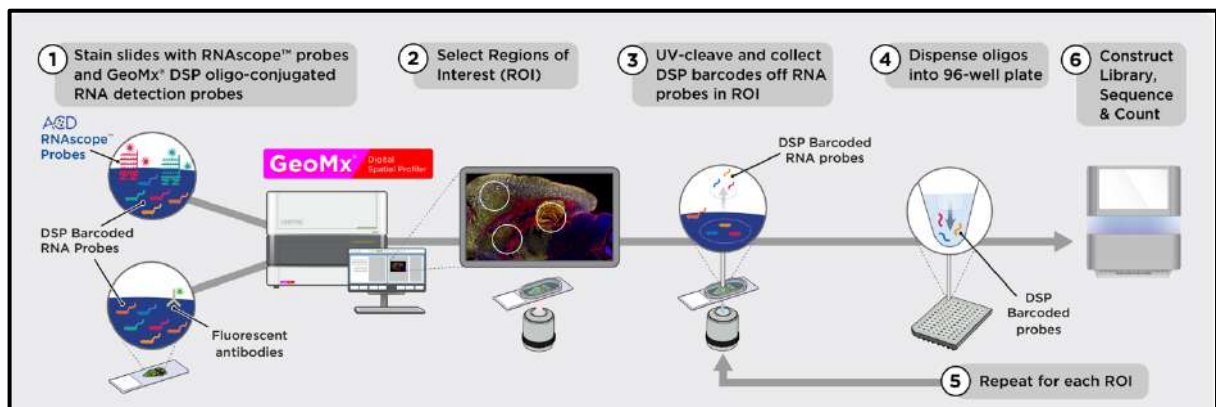 1 Stain slides with RNAscope™ probes
and GeoMx® DSP oligo-conjugated
RNA detection probes
2 Select Regions of
Interest (ROI)
3 UV-cleave and collect
DSP barcodes off RNA
probes in ROI
4 Dispense oligos
into 96-well plate
6 Construct
Library,
Sequence
& Count
ACD
RNAscope™
Probes
GeoMx® Digital
Spatial Profiler
DSP Barcoded
RNA probes
DSP Barcoded
RNA Probes
Fluorescent
antibodies
DSP
Barcoded
probes
5 Repeat for each ROI